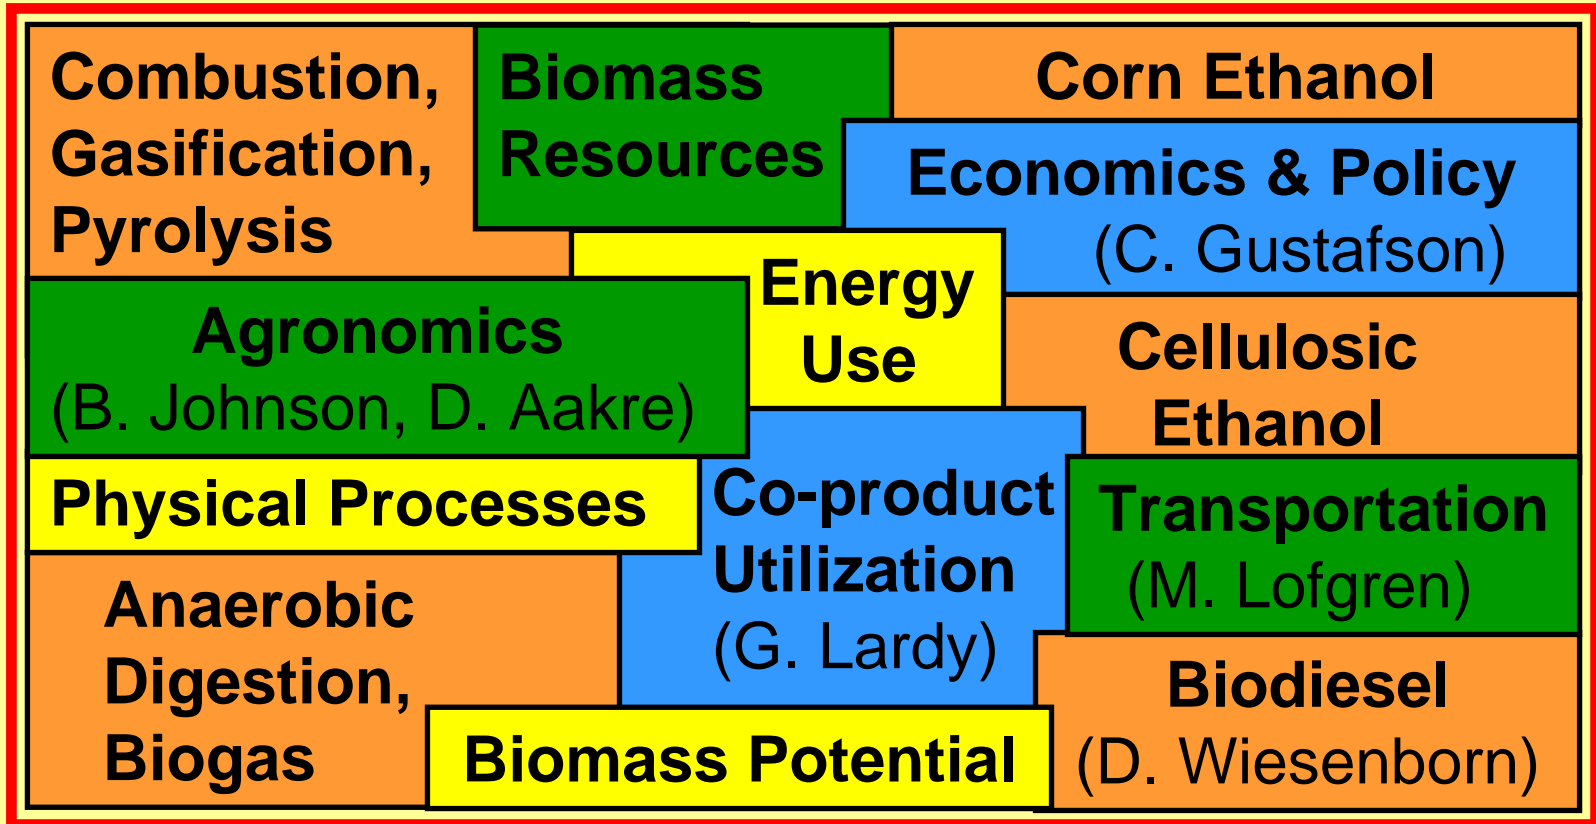 Combustion,
Gasification,
Pyrolysis
Biomass
Resources
Corn Ethanol
Economics & Policy
(C. Gustafson)
Energy
Use
Agronomics
(B. Johnson, D. Aakre)
Cellulosic
Ethanol
Physical Processes
Co-product
Utilization
(G. Lardy)
Transportation
(M. Lofgren)
Anaerobic
Digestion,
Biogas
Biomass Potential
Biodiesel
(D. Wiesenborn)